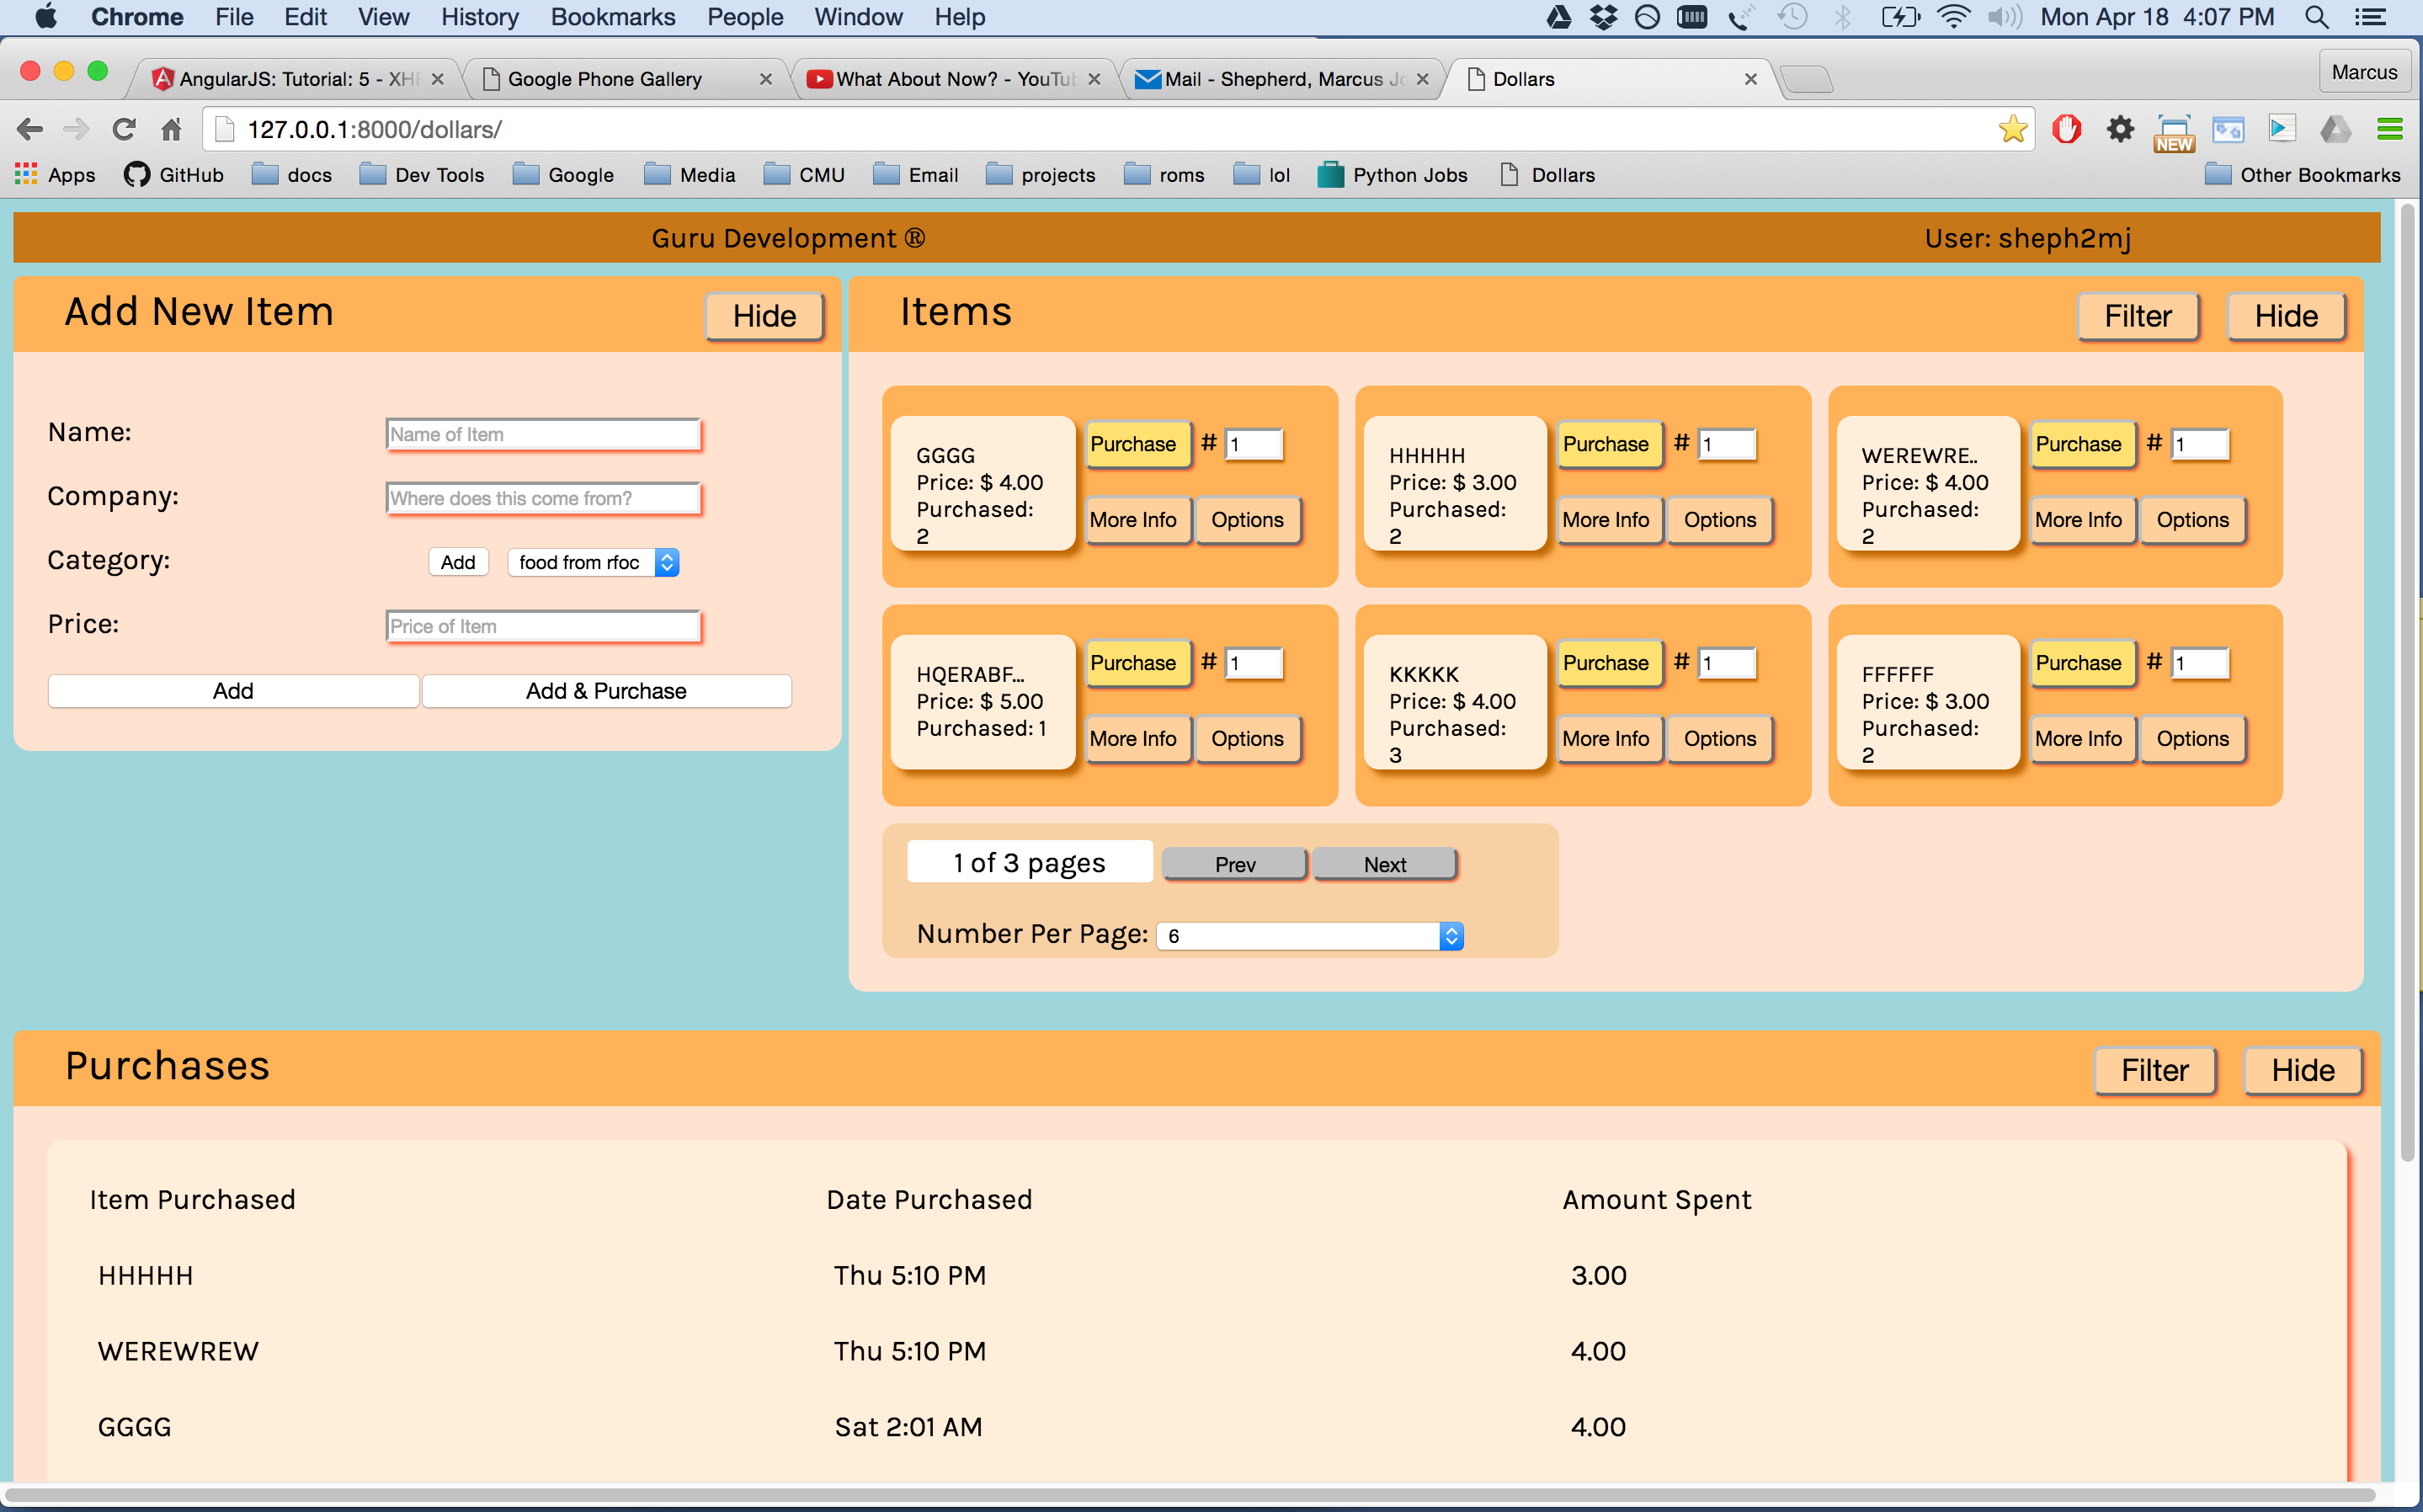 Chrome File Edit View History Bookmarks People Window Help Mon Apr 18 4:07 PM
AngularJS: Tutorial: 5 - XH Google Phone Gallery What About Now? - YouTu Mail - Shepherd, Marcus Jo Dollars Marcus
127.0.0.1:8000/dollars/ NEW
Apps GitHub docs Dev Tools Google Media CMU Email projects roms lol Python Jobs Dollars Other Bookmarks
Guru Development ® User: sheph2mj
Add New Item Hide
Name: Name of Item
Company: Where does this come from?
Category: Add food from rfoc
Price: Price of Item
Add Add & Purchase
Items Filter Hide
GGGG
Price: $ 4.00
Purchased:
2
Purchase # 1
More Info Options
HHHHH
Price: $ 3.00
Purchased:
2
Purchase # 1
More Info Options
WEREWRE..
Price: $ 4.00
Purchased:
2
Purchase # 1
More Info Options
HQERABF...
Price: $ 5.00
Purchased: 1
Purchase # 1
More Info Options
KKKKK
Price: $ 4.00
Purchased:
3
Purchase # 1
More Info Options
FFFFFF
Price: $ 3.00
Purchased:
2
Purchase # 1
More Info Options
1 of 3 pages Prev Next
Number Per Page: 6
Purchases Filter Hide
Item Purchased Date Purchased Amount Spent
HHHHH Thu 5:10 PM 3.00
WEREWREW Thu 5:10 PM 4.00
GGGG Sat 2:01 AM 4.00